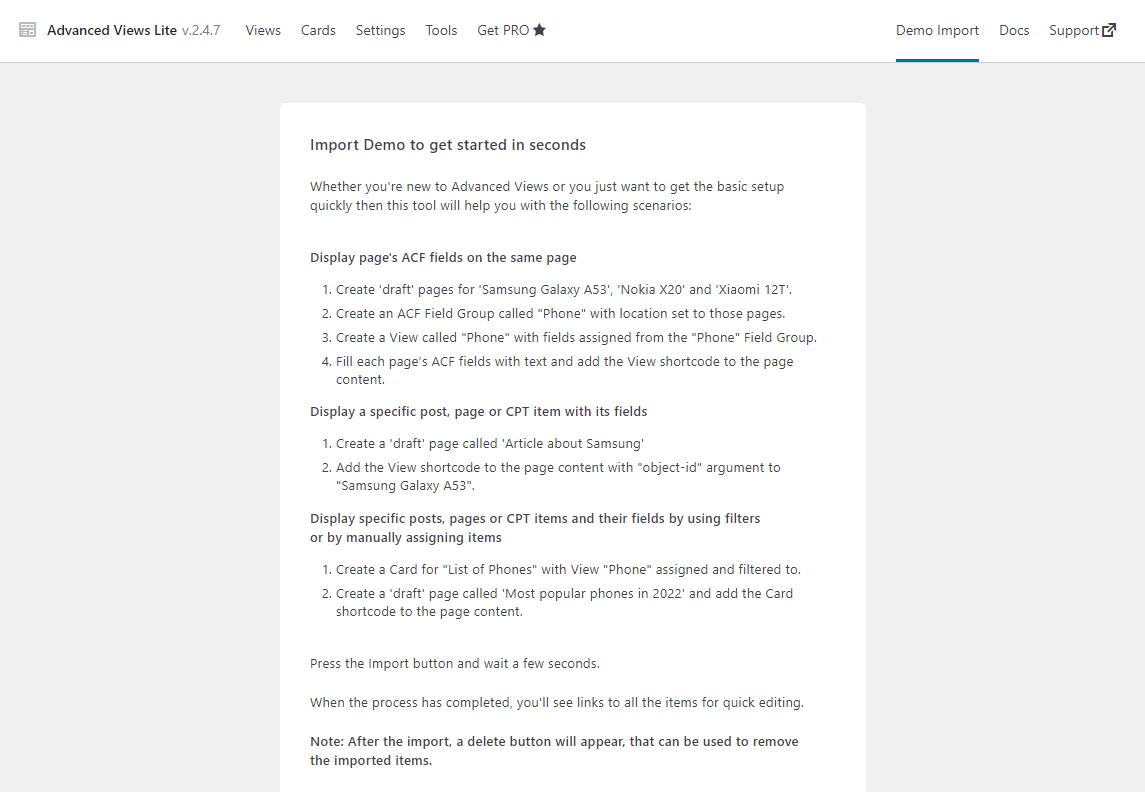 Advanced Views Lite v.2.4.7 Views Cards Settings Tools Get PRO Demo Import Docs Support
Import Demo to get started in seconds
Whether you're new to Advanced Views or you just want to get the basic setup
quickly then this tool will help you with the following scenarios:
Display page's ACF fields on the same page
1. Create 'draft' pages for 'Samsung Galaxy A53', 'Nokia X20' and 'Xiaomi 12T'.
2. Create an ACF Field Group called "Phone" with location set to those pages.
3. Create a View called "Phone" with fields assigned from the "Phone" Field Group.
4. Fill each page's ACF fields with text and add the View shortcode to the page
content.
Display a specific post, page or CPT item with its fields
1. Create a 'draft' page called 'Article about Samsung'
2. Add the View shortcode to the page content with "object-id" argument to
"Samsung Galaxy A53".
Display specific posts, pages or CPT items and their fields by using filters
or by manually assigning items
1. Create a Card for "List of Phones" with View "Phone" assigned and filtered to.
2. Create a 'draft' page called 'Most popular phones in 2022' and add the Card
shortcode to the page content.
Press the Import button and wait a few seconds.
When the process has completed, you'll see links to all the items for quick editing.
Note: After the import, a delete button will appear, that can be used to remove
the imported items.